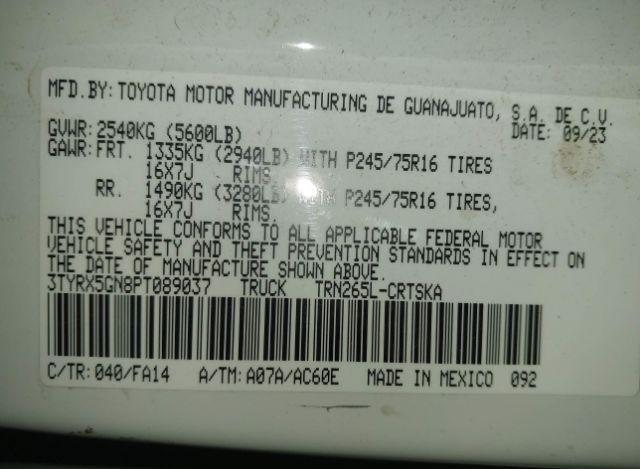 MFD.BY: TOYOTA MOTOR MANUFACTURING DE GUANAJUATO, S.A. DE C.V.
DATE: 09/23
GVWR: 2540KG (5600LB)
GAWR: FRT. 1335KG (2940LB) WITH P245/75R16 TIRES
16X7J RIMS.
RR. 1490KG (3280LB) WITH P245/75R16 TIRES,
16X7J RIMS.
THIS VEHICLE CONFORMS TO ALL APPLICABLE FEDERAL MOTOR
VEHICLE SAFETY AND THEFT PREVENTION STANDARDS IN EFFECT ON
THE DATE OF MANUFACTURE SHOWN ABOVE.
3TYRX5GN8PT089037 TRUCK TRN265L-CRTSKA
C/TR: 040/FA14 A/TM: A07A/AC60E MADE IN MEXICO 092